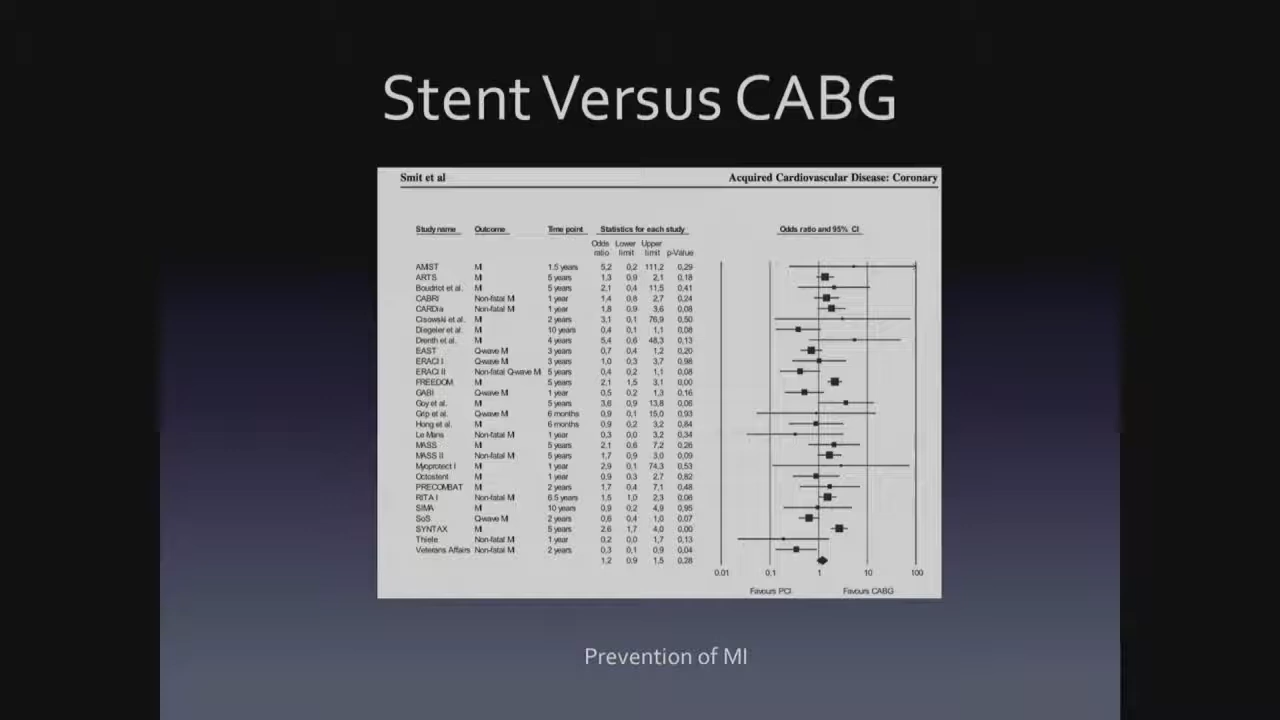 Stent Versus CABG
Smit et al Acquired Cardiovascular Disease: Coronary
Study name Outcome Time point Statistics for each study Odds ratio and 95% CI
Odds Lower Upper
ratio limit limit p-Value
AMIST MI 1.5 years 5,2 0,2 111,2 0,29
ARTS MI 5 years 1,3 0,9 2,1 0,18
Boudriot et al. MI 5 years 2,1 0,4 11,5 0,41
CABRI Non-fatal MI 1 year 1,4 0,8 2,7 0,24
CARDia Non-fatal MI 1 year 1,8 0,9 3,6 0,08
Cisowski et al. MI 2 years 3,1 0,1 76,9 0,50
Diegeler et al. MI 10 years 0,4 0,1 1,1 0,08
Drenth et al. MI 4 years 5,4 0,6 48,3 0,13
EAST Q-wave MI 3 years 0,7 0,4 1,2 0,20
ERACI I Q-wave MI 3 years 1,0 0,3 3,7 0,98
ERACI II Non-fatal Q-wave MI 5 years 0,4 0,2 1,1 0,08
FREEDOM MI 5 years 2,1 1,5 3,1 0,00
GABI Q-wave MI 1 year 0,5 0,2 1,3 0,16
Goy et al. MI 5 years 3,6 0,9 13,8 0,06
Grip et al. Q-wave MI 6 months 0,9 0,1 15,0 0,93
Hong et al. MI 6 months 0,9 0,2 3,2 0,84
Le Mans Non-fatal MI 1 year 0,3 0,0 3,2 0,34
MASS MI 5 years 2,1 0,6 7,2 0,26
MASS II Non-fatal MI 5 years 1,7 0,9 3,0 0,09
Myoprotect I MI 1 year 2,9 0,1 74,3 0,53
Octostent MI 1 year 0,9 0,3 2,7 0,82
PRECOMBAT MI 2 years 1,7 0,4 7,1 0,48
RITA I Non-fatal MI 6.5 years 1,5 1,0 2,3 0,06
SIMA MI 10 years 0,9 0,2 4,9 0,95
SoS Q-wave MI 2 years 0,6 0,4 1,0 0,07
SYNTAX MI 5 years 2,6 1,7 4,0 0,00
Thiele Non-fatal MI 1 year 0,2 0,0 1,7 0,13
Veterans Affairs Non-fatal MI 2 years 0,3 0,1 0,9 0,04
1,2 0,9 1,5 0,28
0.01 0.1 1 10 100
Favours PCI Favours CABG
Prevention of MI